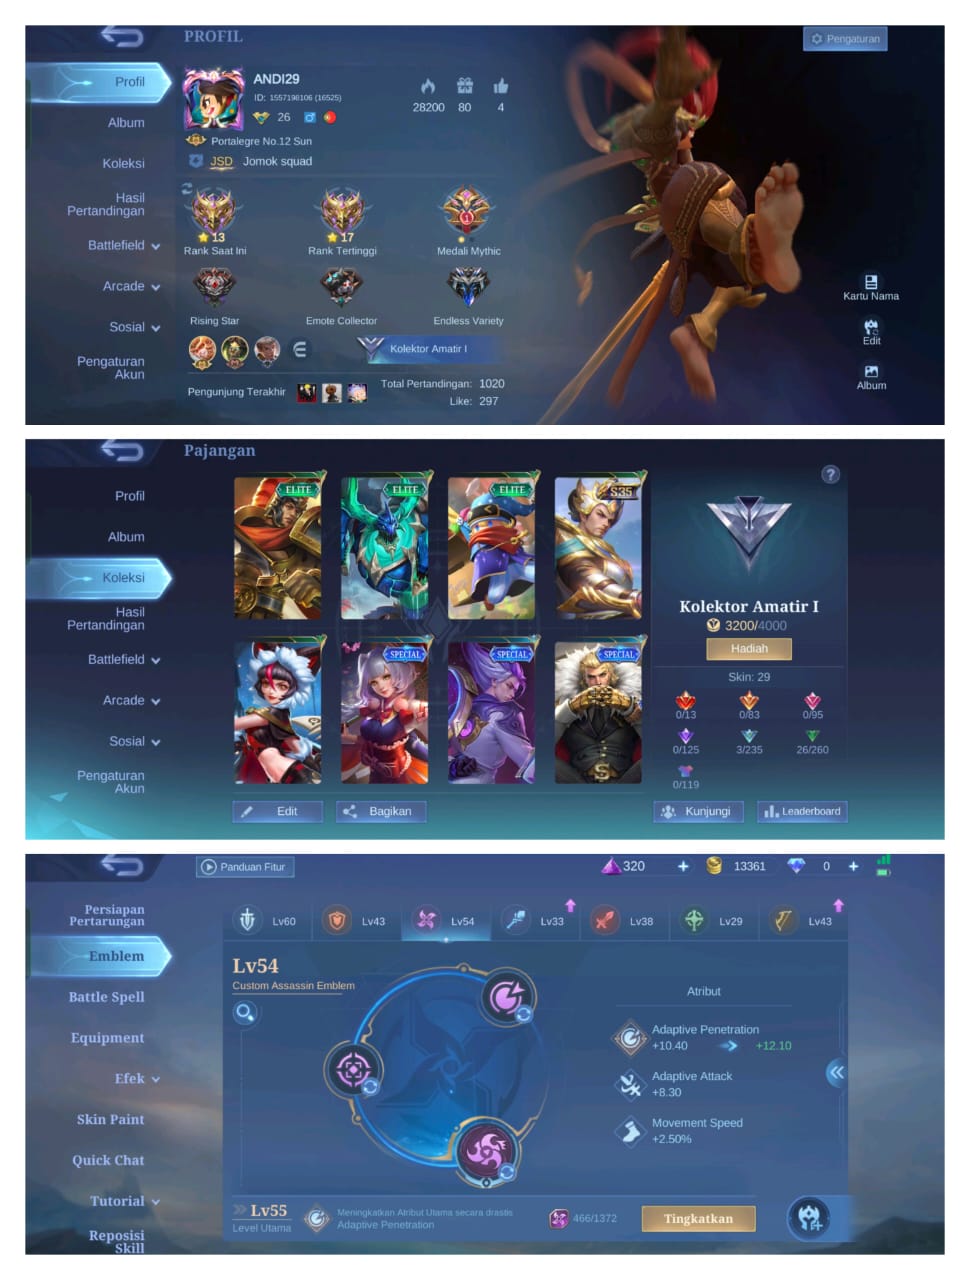 PROFIL
Pengaturan
Profil
Album
Koleksi
Hasil
Pertandingan
Battlefield
Arcade
Sosial
Pengaturan
Akun
ANDI29
ID: 1557198106 (16525)
26
28200
80
4
Portalegre No.12 Sun
JSD Jomok squad
13
17
1
Rank Saat Ini
Rank Tertinggi
Medali Mythic
Rising Star
Emote Collector
Endless Variety
Kolektor Amatir I
Pengunjung Terakhir
Total Pertandingan: 1020
Like: 297
Kartu Nama
Edit
Album
Pajangan
Profil
Album
Koleksi
Hasil
Pertandingan
Battlefield
Arcade
Sosial
Pengaturan
Akun
ELITE
ELITE
ELITE
S35
SPECIAL
SPECIAL
SPECIAL
Edit
Bagikan
?
Kolektor Amatir I
3200/4000
Hadiah
Skin: 29
0/13
0/83
0/95
0/125
3/235
26/260
0/119
Kunjungi
Leaderboard
Panduan Fitur
320
13361
0
Persiapan
Pertarungan
Emblem
Battle Spell
Equipment
Efek
Skin Paint
Quick Chat
Tutorial
Reposisi
Skill
Lv60
Lv43
Lv54
Lv33
Lv38
Lv29
Lv43
Lv54
Custom Assassin Emblem
Atribut
Adaptive Penetration
+10.40
+12.10
Adaptive Attack
+8.30
Movement Speed
+2.50%
Lv55
Level Utama
Meningkatkan Atribut Utama secara drastis
Adaptive Penetration
466/1372
Tingkatkan